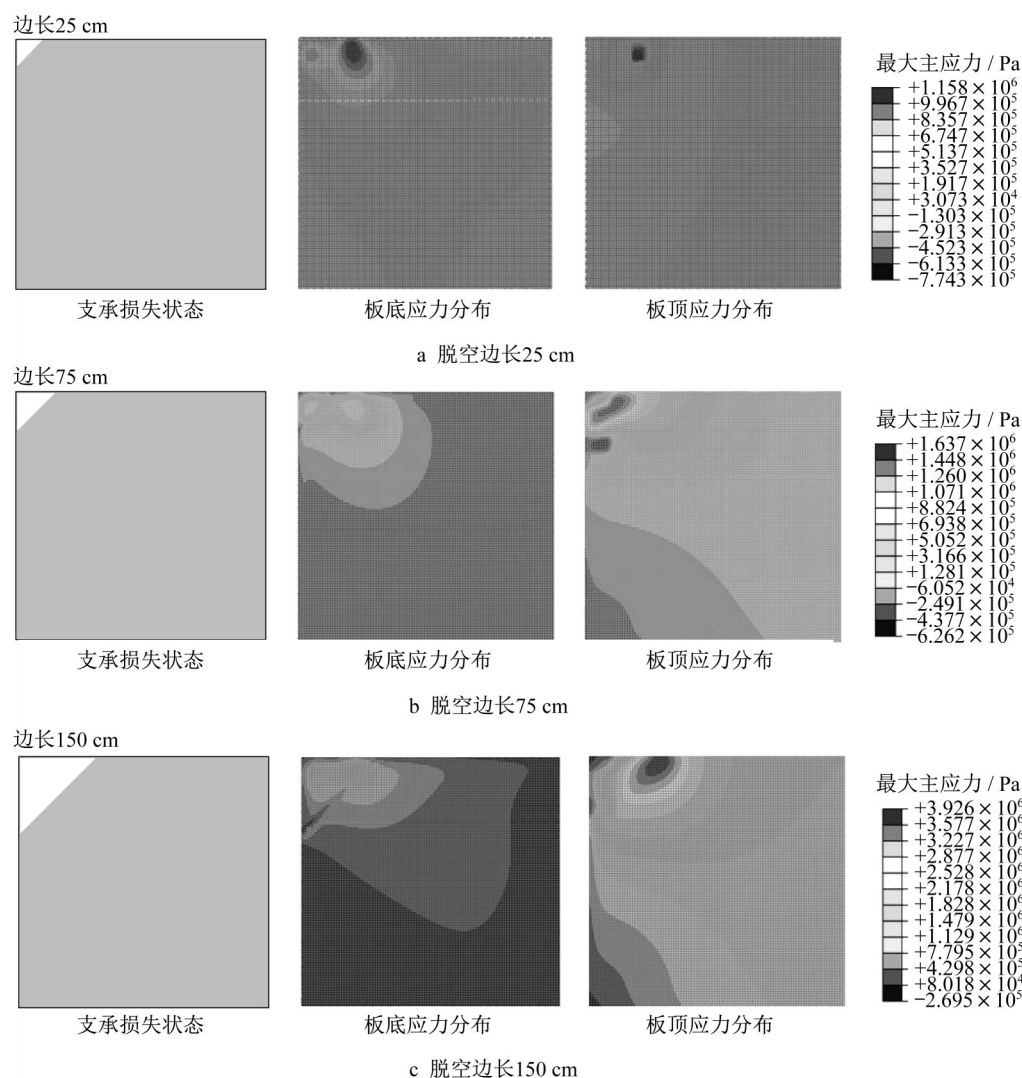 边长25 cm
最大主应力 / Pa
+1.158 × 10⁶
+9.967 × 10⁵
+8.357 × 10⁵
+6.747 × 10⁵
+5.137 × 10⁵
+3.527 × 10⁵
+1.917 × 10⁵
+3.073 × 10⁴
−1.303 × 10⁵
−2.913 × 10⁵
−4.523 × 10⁵
−6.133 × 10⁵
−7.743 × 10⁵
支承损失状态
板底应力分布
板顶应力分布
a 脱空边长25 cm
边长75 cm
最大主应力 / Pa
+1.637 × 10⁶
+1.448 × 10⁶
+1.260 × 10⁶
+1.071 × 10⁶
+8.824 × 10⁵
+6.938 × 10⁵
+5.052 × 10⁵
+3.166 × 10⁵
+1.281 × 10⁵
−6.052 × 10⁴
−2.491 × 10⁵
−4.377 × 10⁵
−6.262 × 10⁵
支承损失状态
板底应力分布
板顶应力分布
b 脱空边长75 cm
边长150 cm
最大主应力 / Pa
+3.926 × 10⁶
+3.577 × 10⁶
+3.227 × 10⁶
+2.877 × 10⁶
+2.528 × 10⁶
+2.178 × 10⁶
+1.828 × 10⁶
+1.479 × 10⁶
+1.129 × 10⁶
+7.795 × 10⁵
+4.298 × 10⁵
+8.018 × 10⁴
−2.695 × 10⁵
支承损失状态
板底应力分布
板顶应力分布
c 脱空边长150 cm